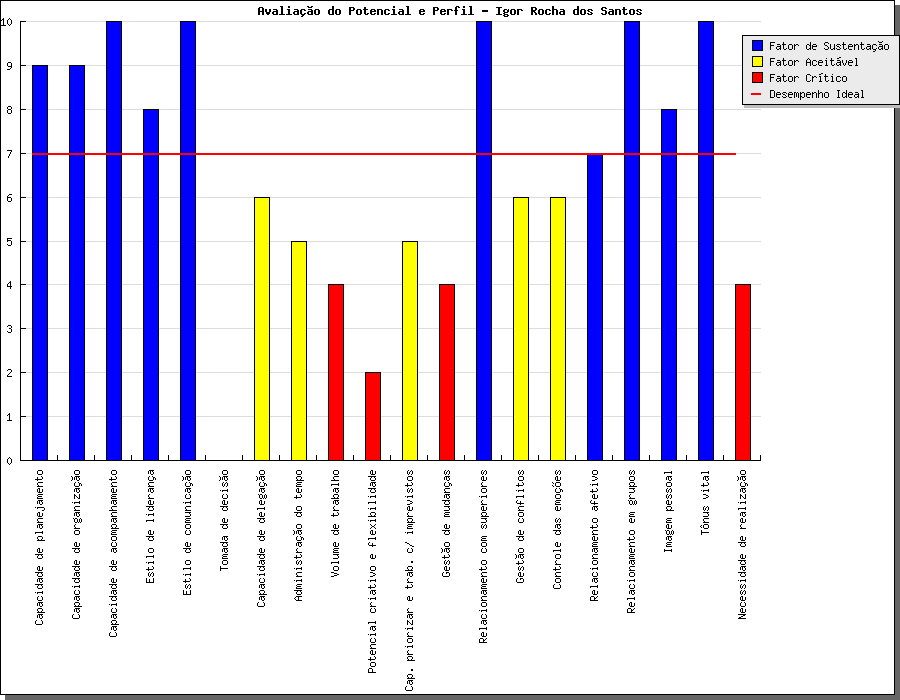 Avaliação do Potencial e Perfil - Igor Rocha dos Santos
Fator de Sustentação
Fator Aceitável
Fator Crítico
Desempenho Ideal
10
9
8
7
6
5
4
3
2
1
0
Capacidade de planejamento
Capacidade de organização
Capacidade de acompanhamento
Estilo de liderança
Estilo de comunicação
Tomada de decisão
Capacidade de delegação
Administração do tempo
Volume de trabalho
Potencial criativo e flexibilidade
Cap. priorizar e trab. c/ imprevistos
Gestão de mudanças
Relacionamento com superiores
Gestão de conflitos
Controle das emoções
Relacionamento afetivo
Relacionamento em grupos
Imagem pessoal
Tônus vital
Necessidade de realização